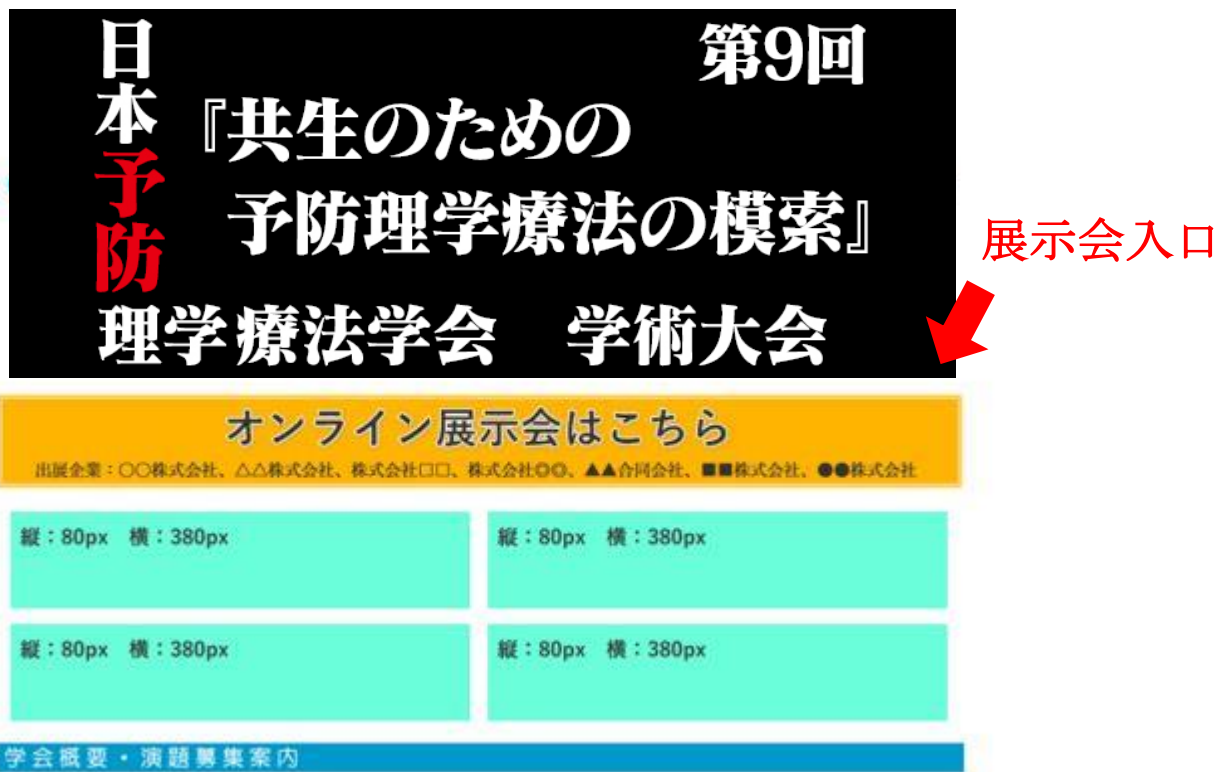 第9回
日本予防
『共生のための
予防理学療法の模索』
理学療法学会　学術大会
展示会入口
オンライン展示会はこちら
出展企業：〇〇株式会社、△△株式会社、株式会社□□、株式会社◎◎、▲▲合同会社、■■株式会社、●●株式会社
縦：80px　横：380px
縦：80px　横：380px
縦：80px　横：380px
縦：80px　横：380px
学会概要・演題募集案内